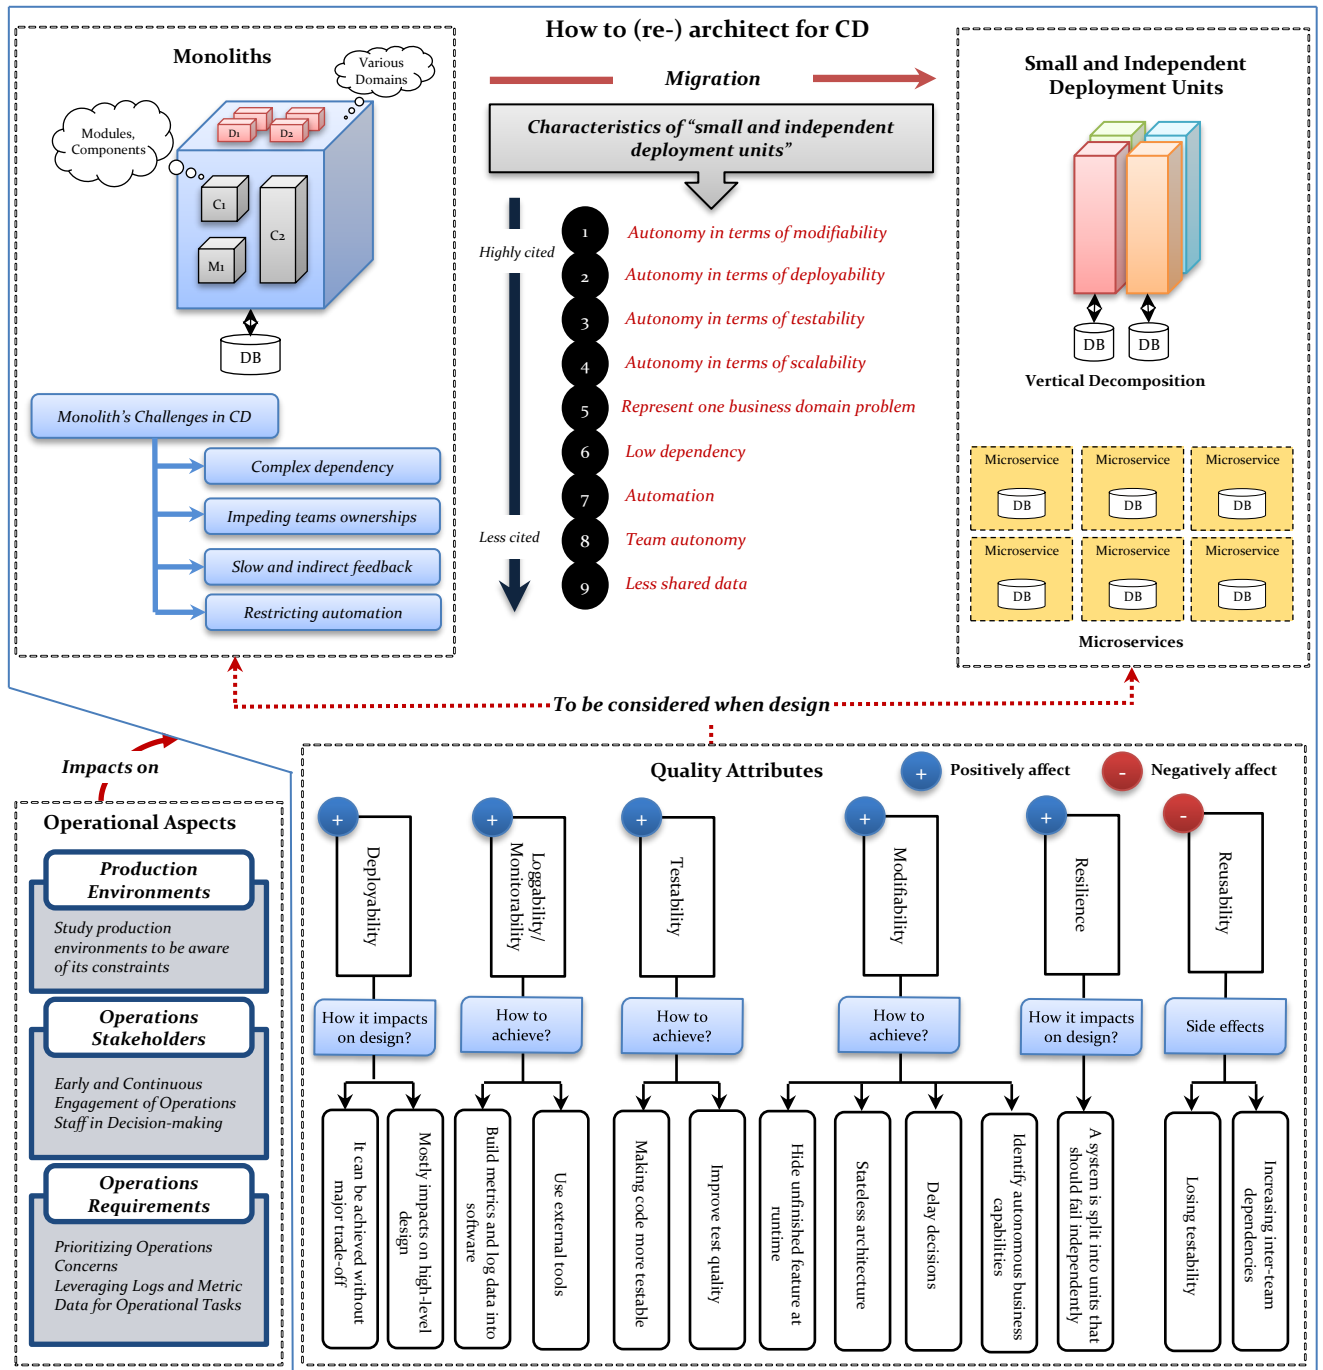 How to (re-) architect for CD
Monoliths
Various
Domains
Modules,
Components
D1
D2
C1
C2
M1
DB
Monolith's Challenges in CD
Complex dependency
Impeding teams ownerships
Slow and indirect feedback
Restricting automation
Migration
Characteristics of "small and independent
deployment units"
Highly cited
Less cited
1 Autonomy in terms of modifiability
2 Autonomy in terms of deployability
3 Autonomy in terms of testability
4 Autonomy in terms of scalability
5 Represent one business domain problem
6 Low dependency
7 Automation
8 Team autonomy
9 Less shared data
Small and Independent
Deployment Units
DB
DB
Vertical Decomposition
Microservice
DB
Microservice
DB
Microservice
DB
Microservice
DB
Microservice
DB
Microservice
DB
Microservices
To be considered when design
Impacts on
Operational Aspects
Production
Environments
Study production
environments to be aware
of its constraints
Operations
Stakeholders
Early and Continuous
Engagement of Operations
Staff in Decision-making
Operations
Requirements
Prioritizing Operations
Concerns
Leveraging Logs and Metric
Data for Operational Tasks
Quality Attributes
+ Positively affect
- Negatively affect
+
Deployability
How it impacts
on design?
It can be achieved without
major trade-off
Mostly impacts on high-level
design
+
Loggability/
Monitorability
How to
achieve?
Build metrics and log data into
software
Use external tools
+
Testability
How to
achieve?
Making code more testable
Improve test quality
+
Modifiability
How to
achieve?
Hide unfinished feature at
runtime
Stateless architecture
Delay decisions
Identify autonomous business
capabilities
+
Resilience
How it impacts
on design?
A system is split into units that
should fail independently
-
Reusability
Side effects
Losing testability
Increasing inter-team
dependencies